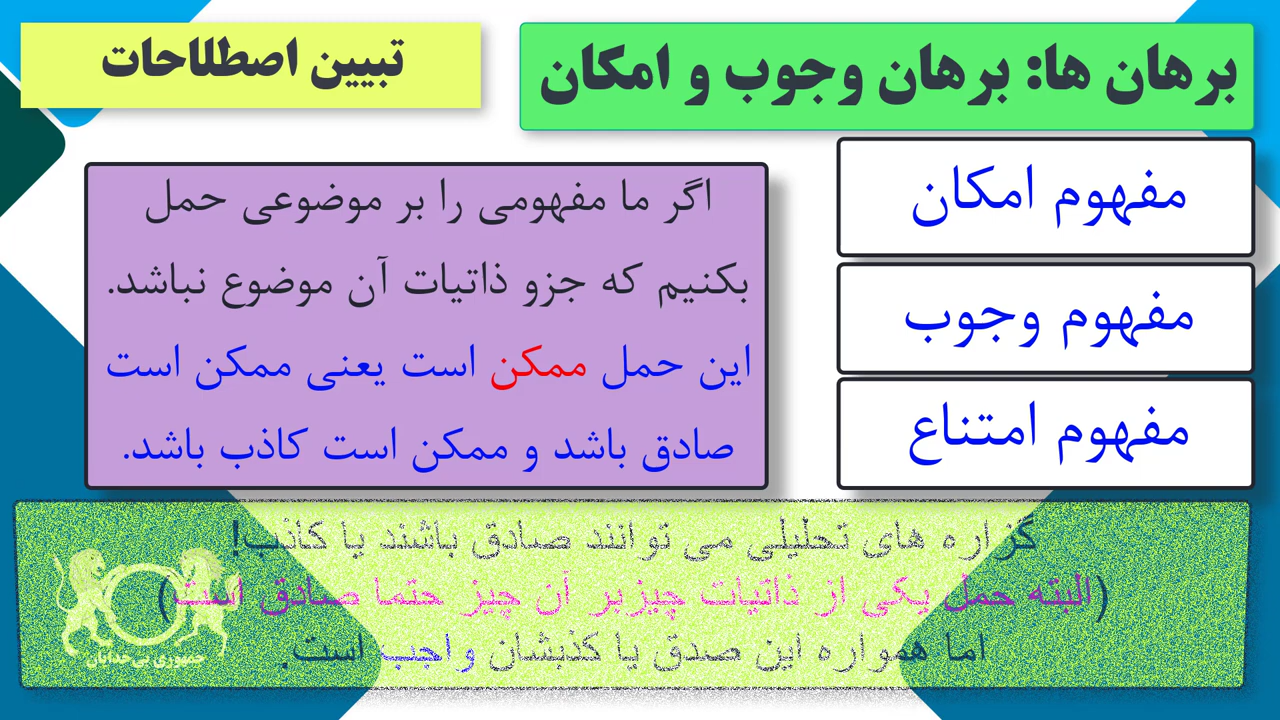 برهان ها: برهان وجوب و امکان
تبیین اصطلاحات
مفهوم امکان
مفهوم وجوب
مفهوم امتناع
اگر ما مفهومی را بر موضوعی حمل
بکنیم که جزو ذاتیات آن موضوع نباشد.
این حمل ممکن است یعنی ممکن است
صادق باشد و ممکن است کاذب باشد.
گزاره های تحلیلی می توانند صادق باشند یا کاذب!
(البته حمل یکی از ذاتیات چیزبر آن چیز حتما صادق است)
اما همواره این صدق یا کذبشان واجب است.
جمهوری بی‌خدایان